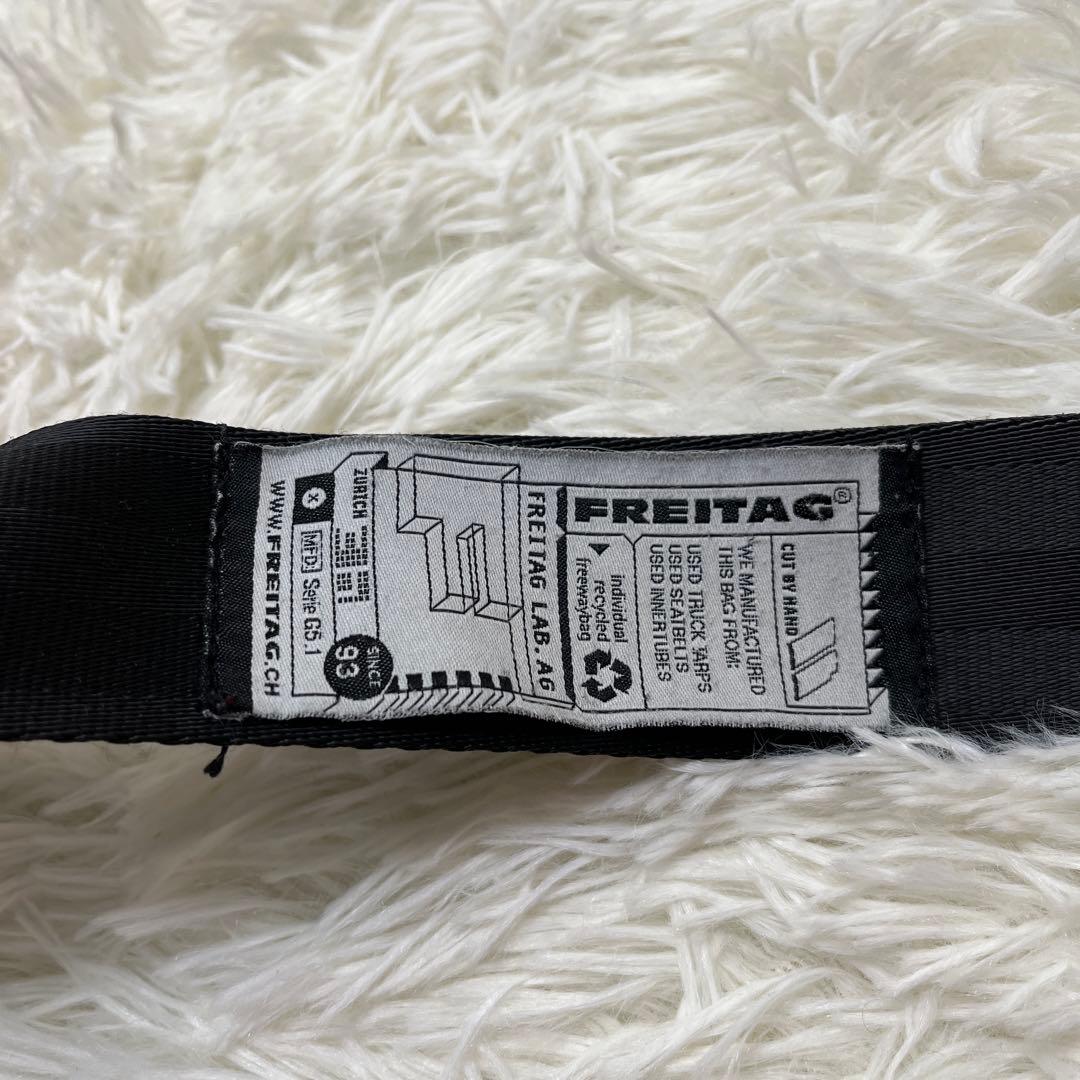 FREITAG®
individual
recycled
freewaybag
CUT BY HAND
WE MANUFACTURED
THIS BAG FROM:
USED TRUCK TARPS
USED SEATBELTS
USED INNERTUBES
FREITAG LAB. AG
F
ZÜRICH
X
MFD: Serie G5.1
SINCE
93
WWW.FREITAG.CH